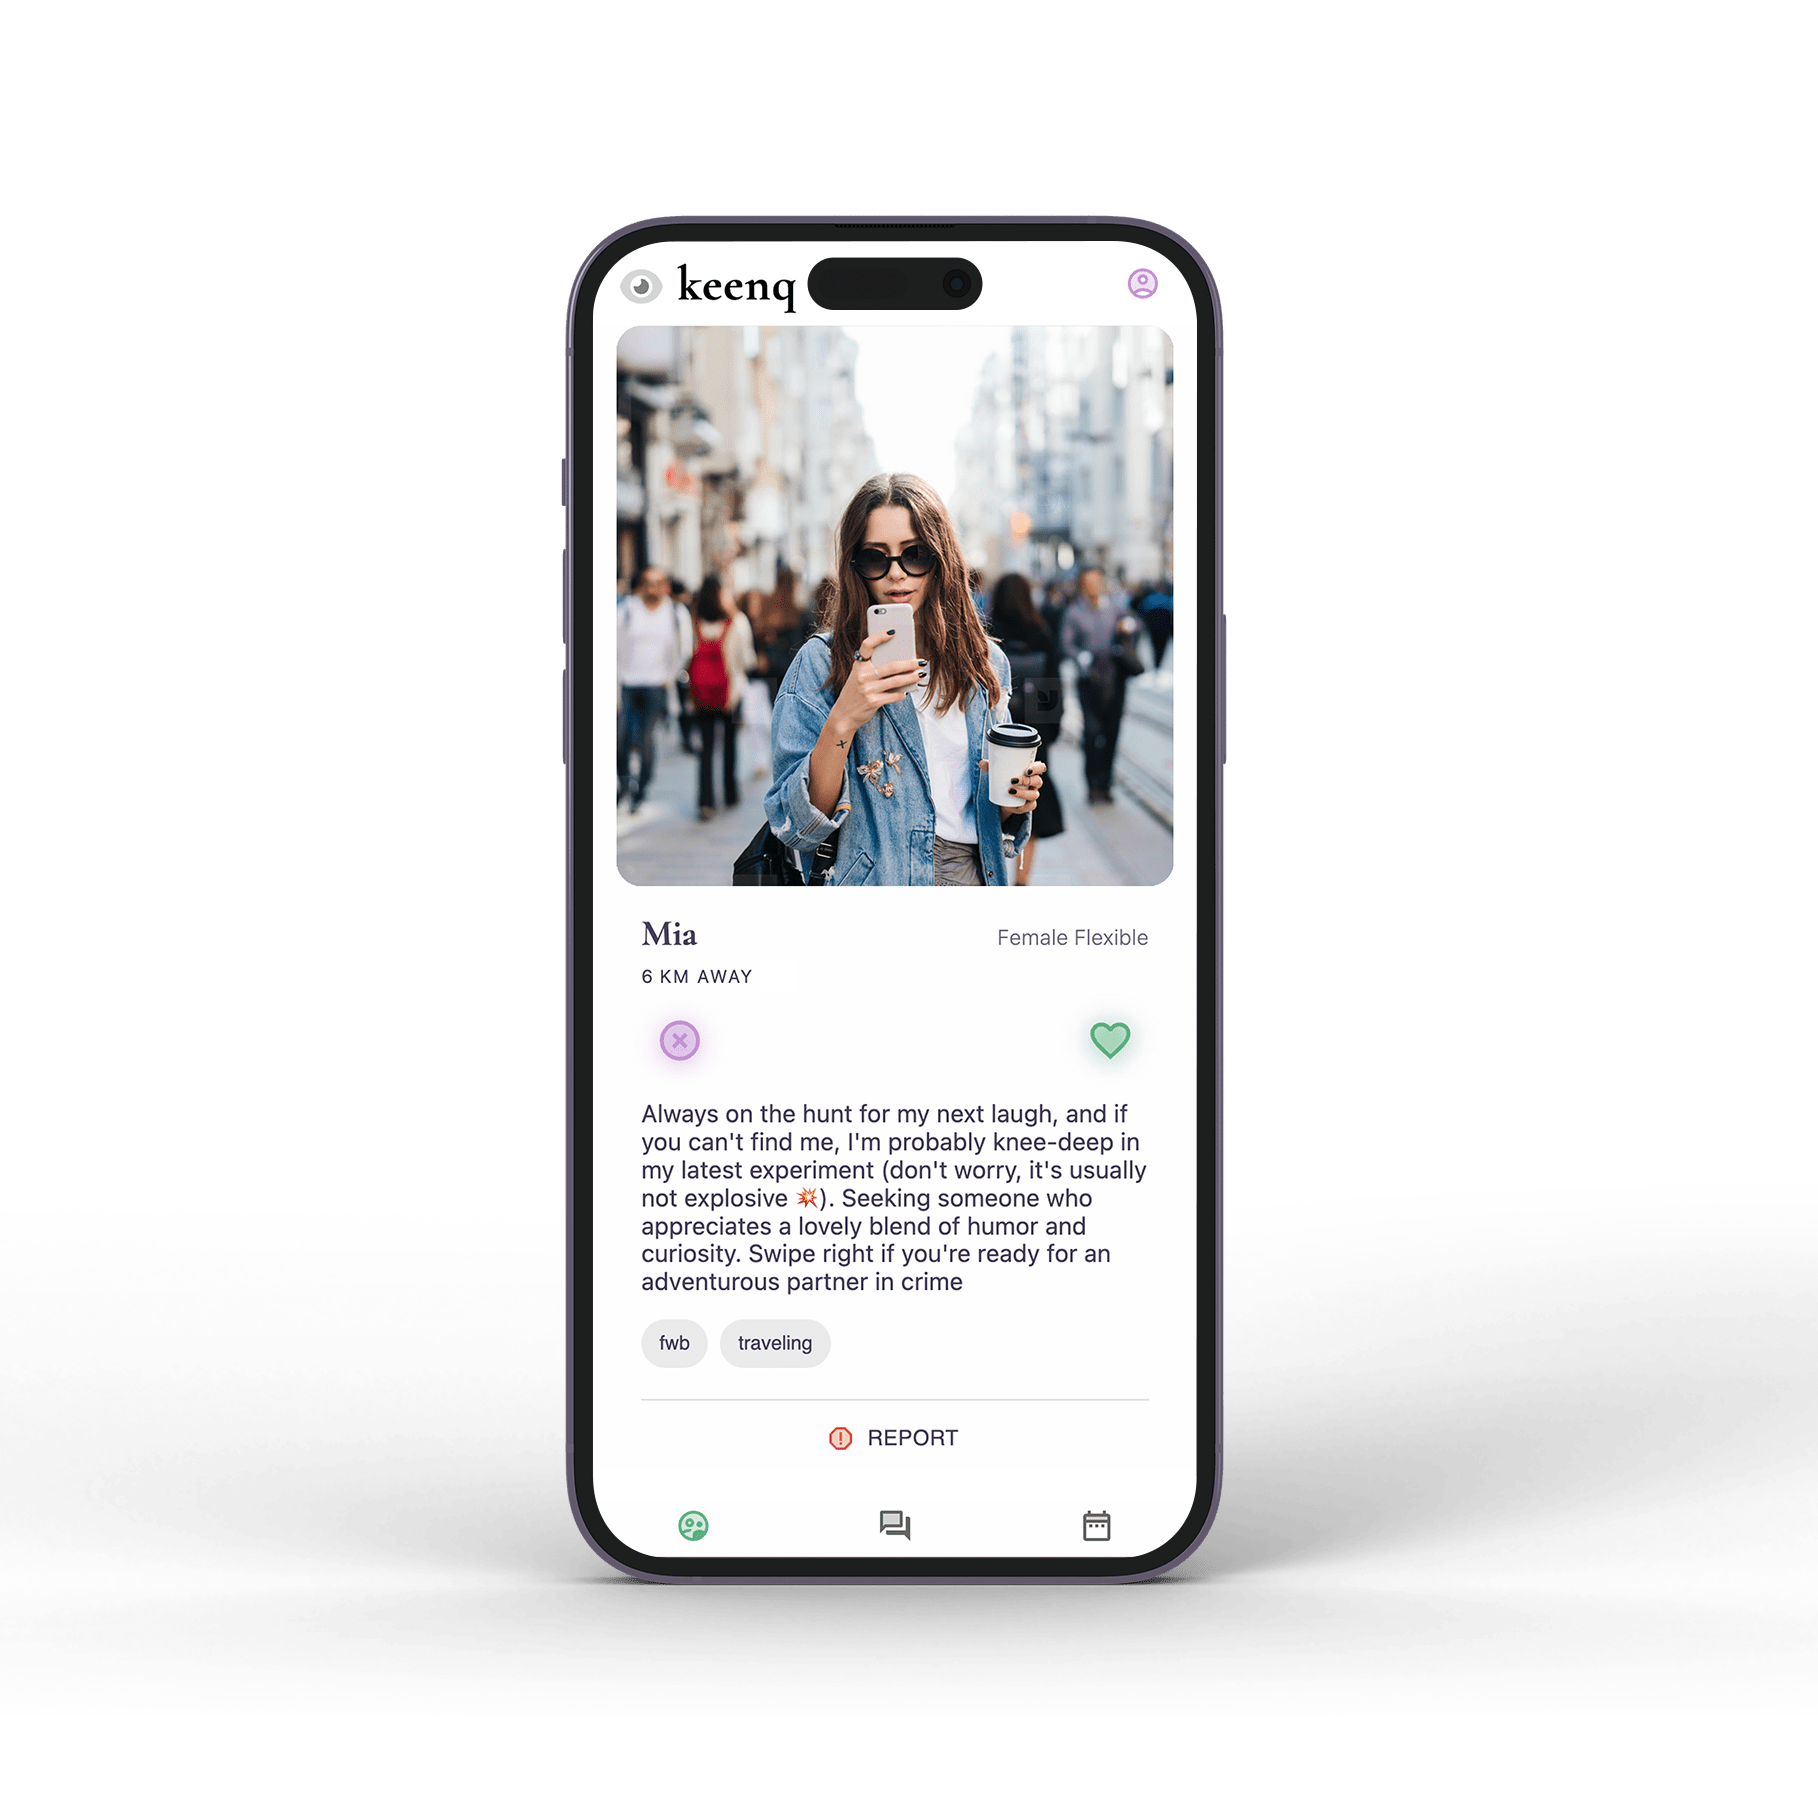 keenq
Mia
Female Flexible
6 KM AWAY
Always on the hunt for my next laugh, and if
you can't find me, I'm probably knee-deep in
my latest experiment (don't worry, it's usually
not explosive 💥). Seeking someone who
appreciates a lovely blend of humor and
curiosity. Swipe right if you're ready for an
adventurous partner in crime
fwb
traveling
REPORT